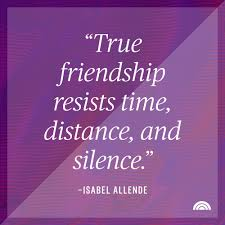 “True
friendship
resists time,
distance, and
silence.”
–ISABEL ALLENDE